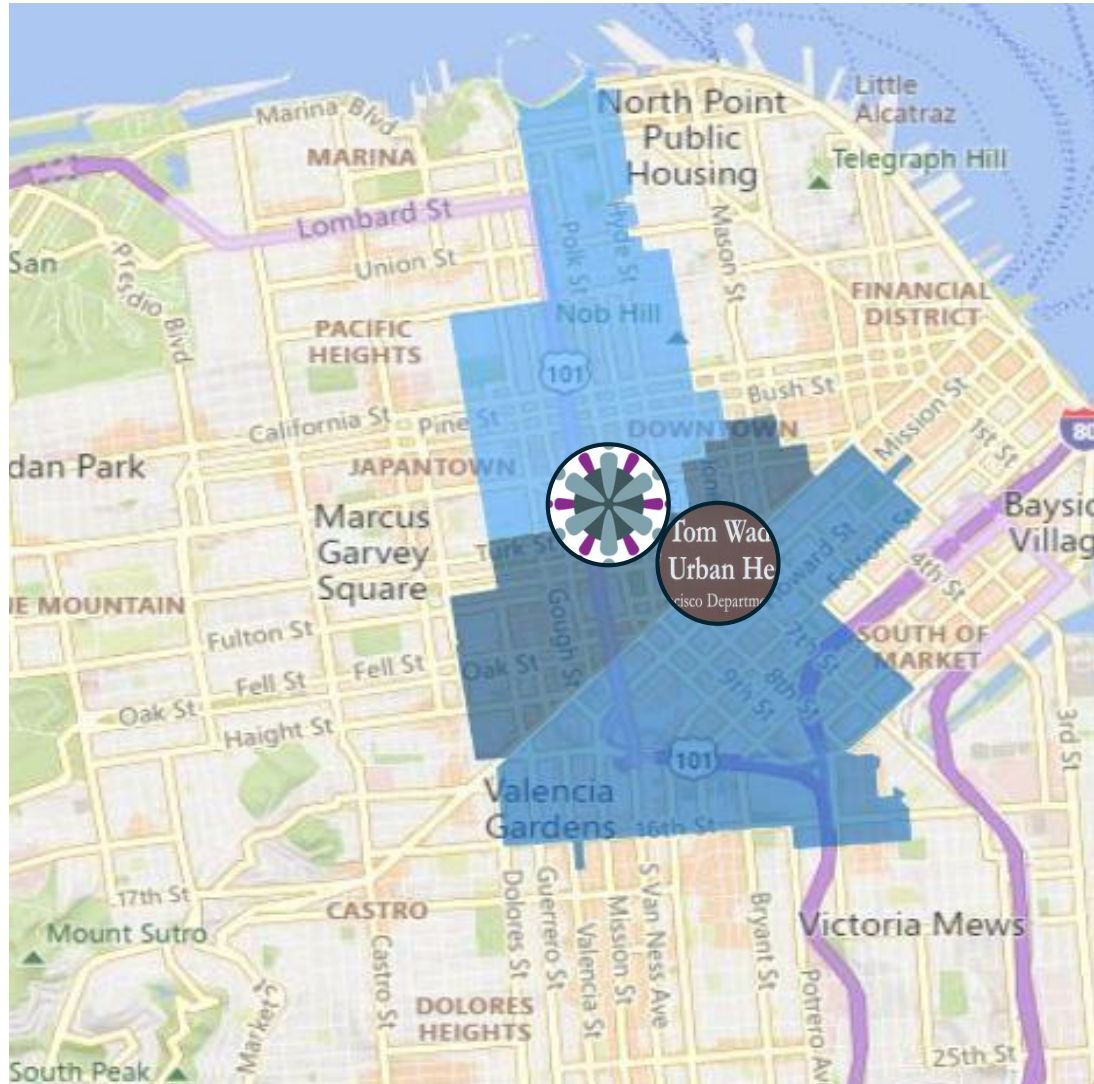 Little
Alcatraz
North Point
Public
Housing
Marina Blvd
MARINA
Telegraph Hill
Lombard St
Polk St
Hyde St
Mason St
San
Presidio Blvd
Union St
FINANCIAL
DISTRICT
Nob Hill
PACIFIC
HEIGHTS
101
Bush St
Mission St
California St
Pine St
DOWNTOWN
1st St
80
dan Park
JAPANTOWN
Marcus
Garvey
Square
Baysi
Villag
Turk St
Tom Wad
Urban He
cisco Departme
Howard St
Folsom St
4th St
E MOUNTAIN
Fulton St
Gough St
7th St
SOUTH OF
MARKET
Oak St
Fell St
Fell St
8th St
9th St
Oak St
Haight St
3rd St
101
Valencia
Gardens
16th St
17th St
CASTRO
Dolores St
Guerrero St
Valencia St
Mission St
S Van Ness Ave
Bryant St
Victoria Mews
Mount Sutro
Castro St
DOLORES
HEIGHTS
Market S
Potrero Av
25th St
South Peak